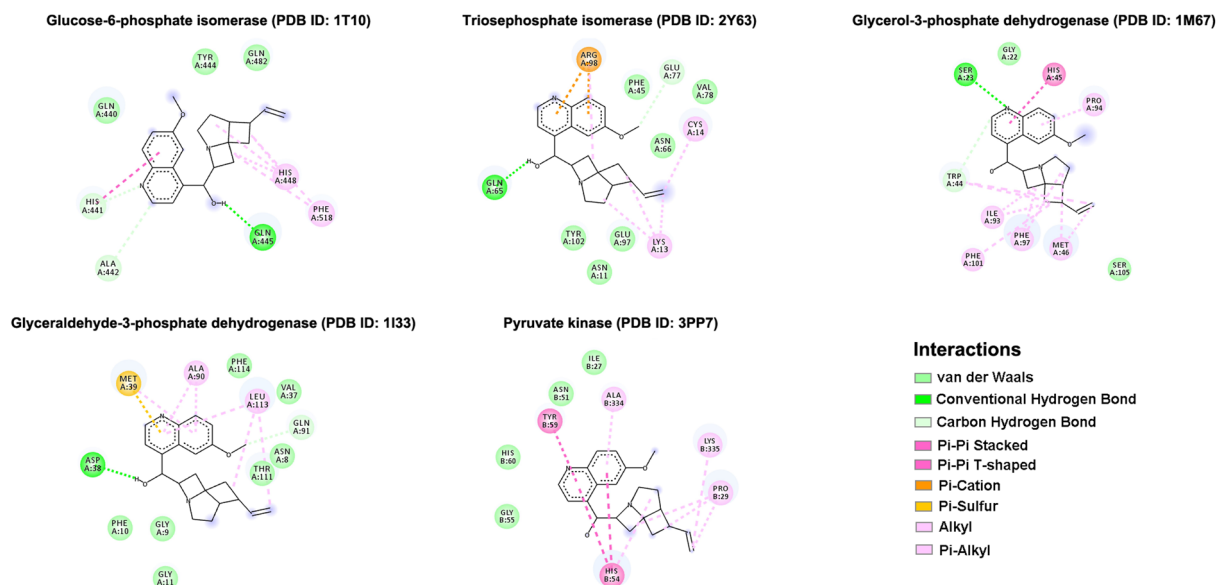 Glucose-6-phosphate isomerase (PDB ID: 1T10)
TYR
A:444
GLN
A:482
GLN
A:440
HIS
A:448
HIS
A:441
PHE
A:518
GLN
A:445
ALA
A:442
N
N
O
O
H
Triosephosphate isomerase (PDB ID: 2Y63)
ARG
A:98
GLU
A:77
PHE
A:45
VAL
A:78
CYS
A:14
ASN
A:66
GLN
A:65
TYR
A:102
GLU
A:97
LYS
A:13
ASN
A:11
N
O
H
O
N
Glycerol-3-phosphate dehydrogenase (PDB ID: 1M67)
GLY
A:22
SER
A:23
HIS
A:45
PRO
A:94
TRP
A:44
ILE
A:93
PHE
A:97
MET
A:46
PHE
A:101
SER
A:105
N
O
O
N
Glyceraldehyde-3-phosphate dehydrogenase (PDB ID: 1I33)
PHE
A:114
ALA
A:90
MET
A:39
VAL
A:37
LEU
A:113
GLN
A:91
ASN
A:8
ASP
A:38
THR
A:111
PHE
A:10
GLY
A:9
GLY
A:11
N
O
H
O
N
Pyruvate kinase (PDB ID: 3PP7)
ILE
B:27
ASN
B:51
ALA
B:334
TYR
B:59
LYS
B:335
HIS
B:60
PRO
B:29
GLY
B:55
HIS
B:54
N
O
N
O
Interactions
van der Waals
Conventional Hydrogen Bond
Carbon Hydrogen Bond
Pi-Pi Stacked
Pi-Pi T-shaped
Pi-Cation
Pi-Sulfur
Alkyl
Pi-Alkyl